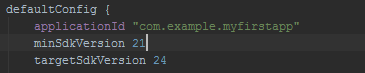 defaultConfig {
applicationId "com.example.myfirstapp"
minSdkVersion 21
targetSdkVersion 24